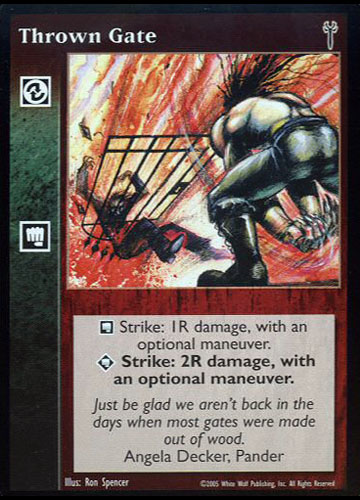 Thrown Gate
Strike: 1R damage, with an
optional maneuver.
Strike: 2R damage, with
an optional maneuver.
Just be glad we aren't back in the
days when most gates were made
out of wood.
Angela Decker, Pander
Illus: Ron Spencer
©2005 White Wolf Publishing, Inc. All Rights Reserved